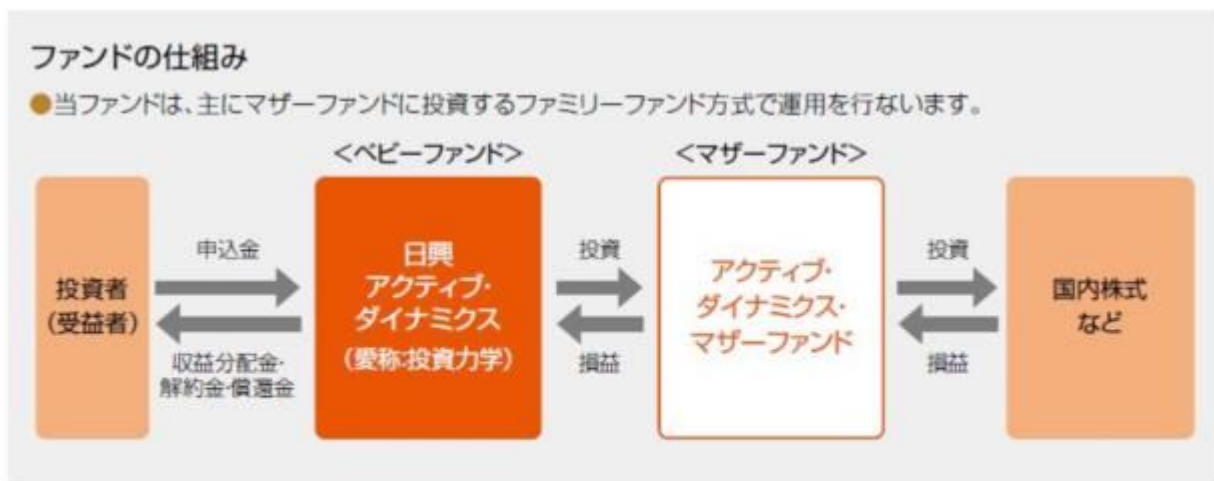 ファンドの仕組み
●当ファンドは、主にマザーファンドに投資するファミリーファンド方式で運用を行ないます。
<ベビーファンド>
<マザーファンド>
投資者
(受益者)
申込金
収益分配金・
解約金・償還金
日興
アクティブ・
ダイナミクス
(愛称:投資力学)
投資
損益
アクティブ・
ダイナミクス・
マザーファンド
投資
損益
国内株式
など